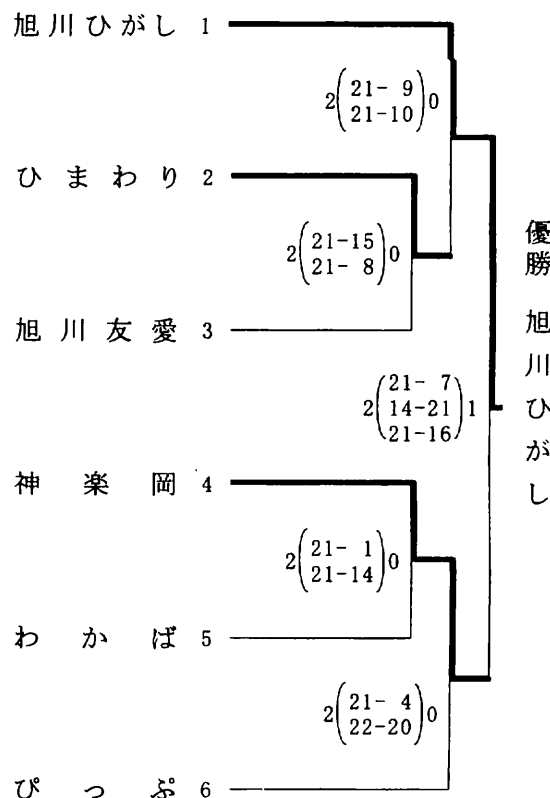 旭川ひがし 1
2(21- 9
21-10)0
ひまわり 2
2(21-15
21- 8)0
旭川友愛 3
2(21- 7
14-21
21-16)1
優勝 旭川ひがし
神楽岡 4
2(21- 1
21-14)0
わかば 5
2(21- 4
22-20)0
ぴっぷ 6